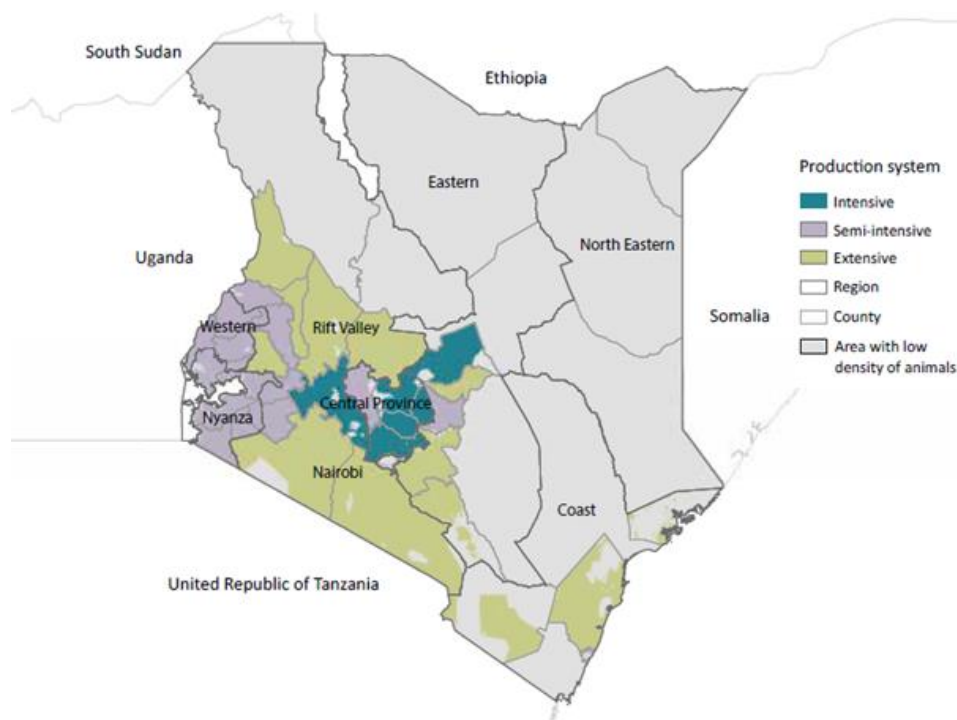 South Sudan
Ethiopia
Eastern
North Eastern
Uganda
Somalia
Western
Rift Valley
Central Province
Nyanza
Nairobi
Coast
United Republic of Tanzania
Production system
Intensive
Semi-intensive
Extensive
Region
County
Area with low
density of animals